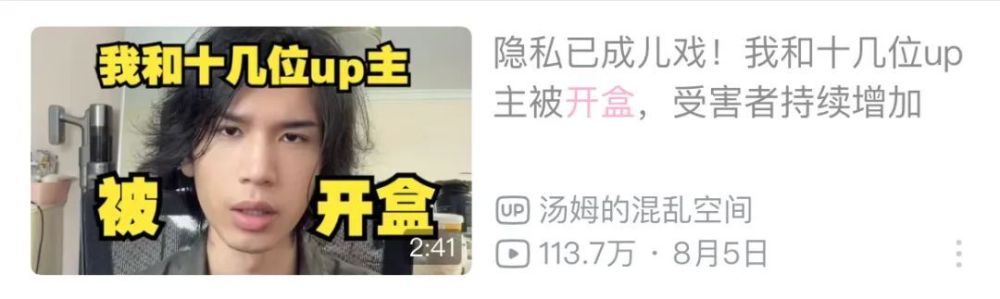 我和十几位up主
被 开盒
2:41
隐私已成儿戏！我和十几位up
主被开盒，受害者持续增加
UP 汤姆的混乱空间
113.7万 · 8月5日